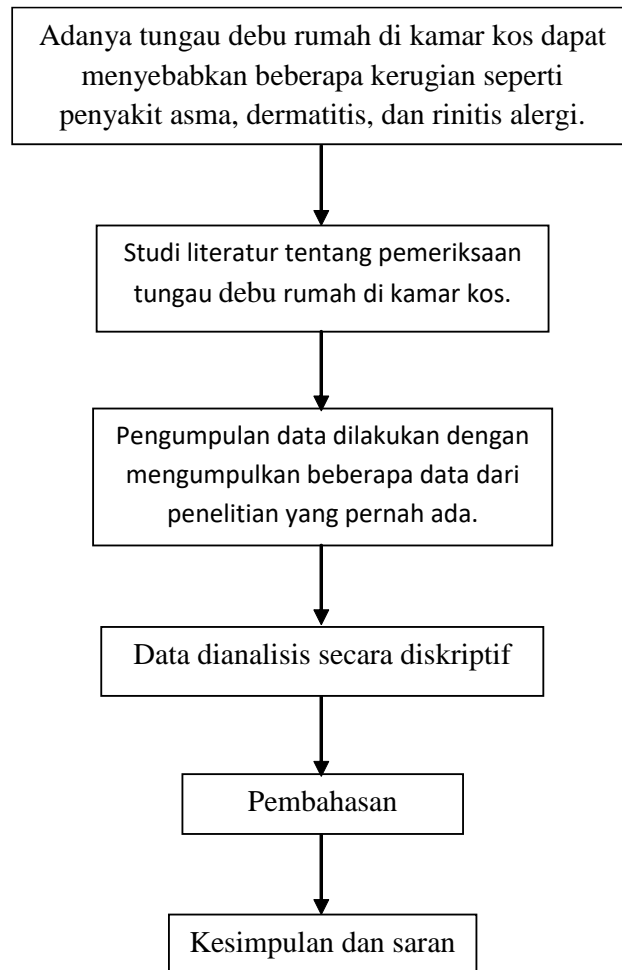 Adanya tungau debu rumah di kamar kos dapat
menyebabkan beberapa kerugian seperti
penyakit asma, dermatitis, dan rinitis alergi.
Studi literatur tentang pemeriksaan
tungau debu rumah di kamar kos.
Pengumpulan data dilakukan dengan
mengumpulkan beberapa data dari
penelitian yang pernah ada.
Data dianalisis secara diskriptif
Pembahasan
Kesimpulan dan saran